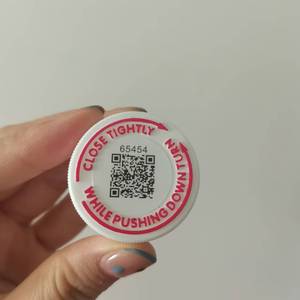 CLOSE TIGHTLY
65454
WHILE PUSHING DOWN TURN